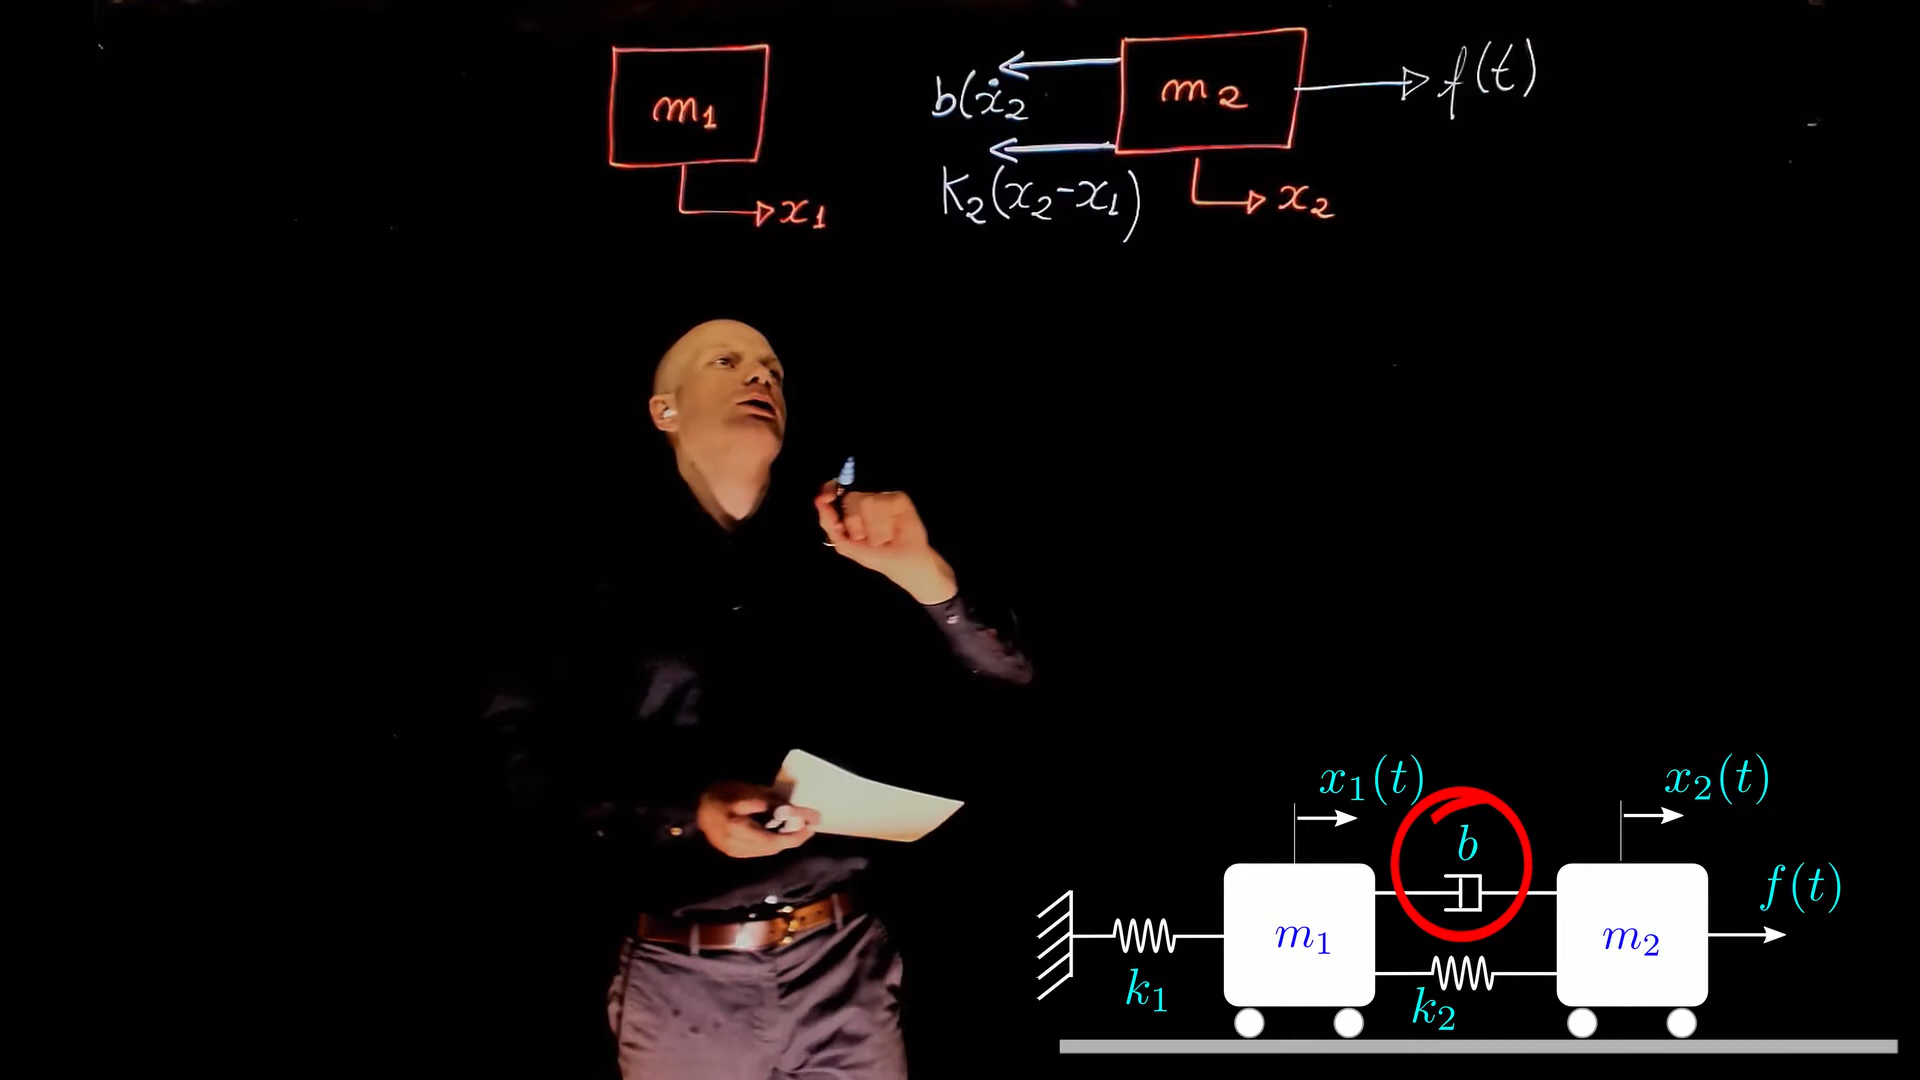 m1
m2
f(t)
b(ẋ2
K2(x2-x1)
x1
x2
x1(t)
x2(t)
b
f(t)
m1
m2
k1
k2